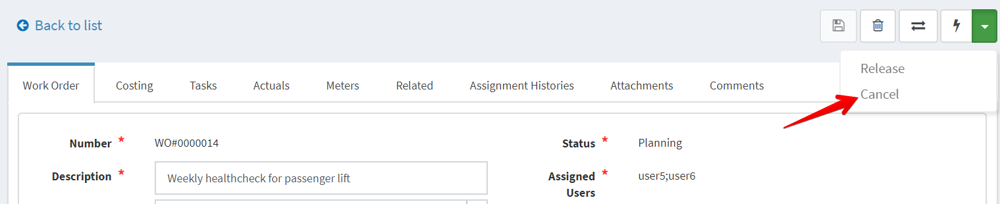 Back to list
Release
Cancel
Work Order Costing Tasks Actuals Meters Related Assignment Histories Attachments Comments
Number * WO#0000014 Status * Planning
Description * Weekly healthcheck for passenger lift Assigned Users * user5;user6